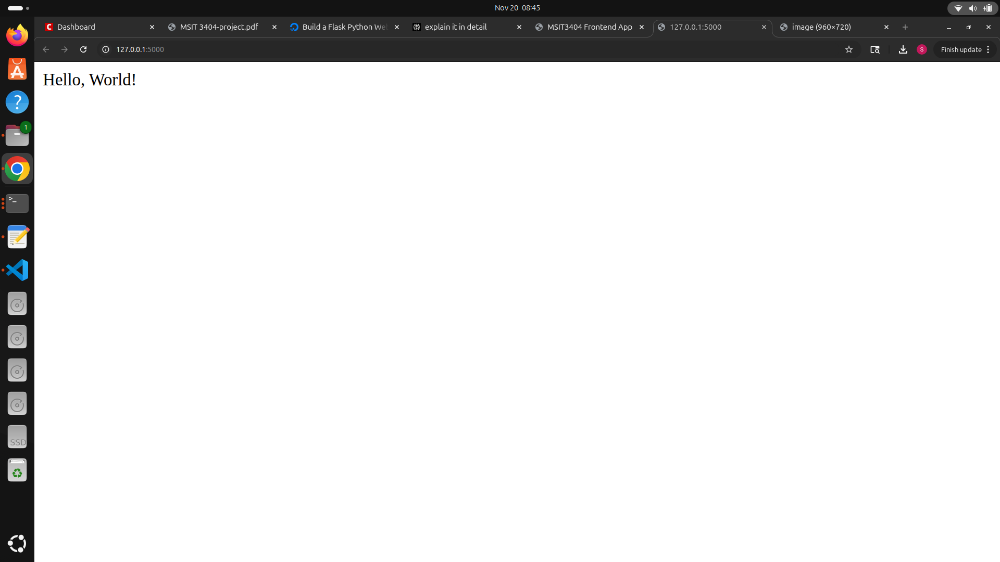 Nov 20 08:45
Dashboard
MSIT 3404-project.pdf
Build a Flask Python We
explain it in detail
MSIT3404 Frontend App
127.0.0.1:5000
image (960×720)
127.0.0.1:5000
S
Finish update
Hello, World!
?
1
>_
SSD